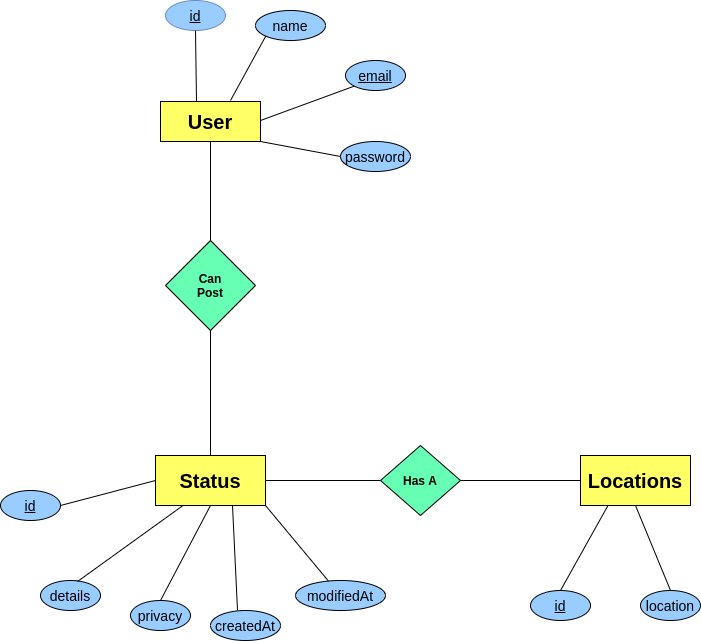 id
name
email
User
password
Can
Post
Status
Has A
Locations
id
details
privacy
createdAt
modifiedAt
id
location